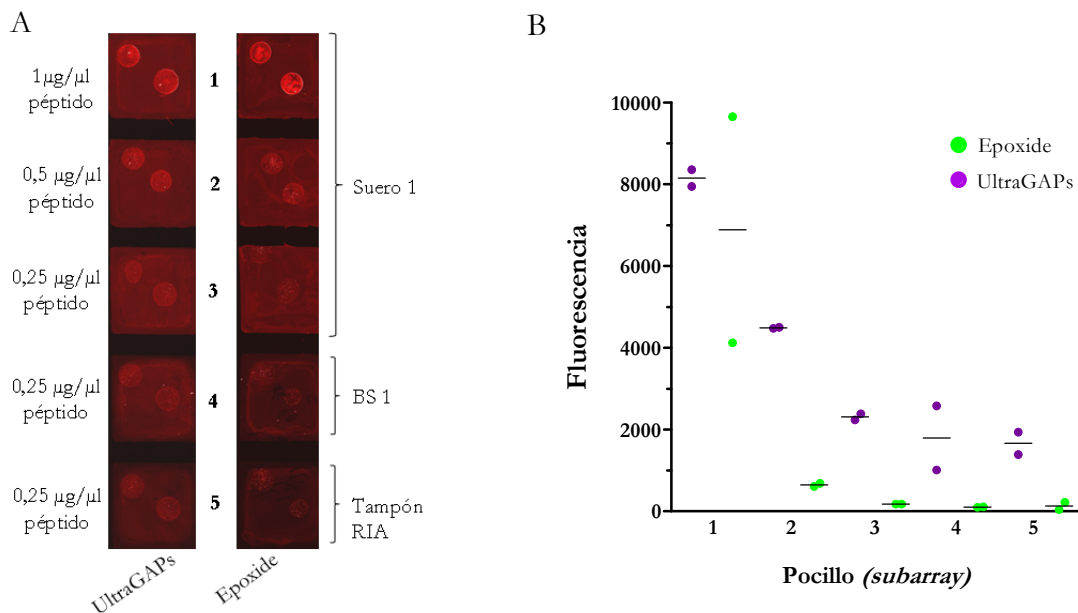 A
1µg/µl
péptido
0,5 µg/µl
péptido
0,25 µg/µl
péptido
0,25 µg/µl
péptido
0,25 µg/µl
péptido
1
2
3
4
5
Suero 1
BS 1
Tampón
RIA
UltraGAPs
Epoxide
B
Fluorescencia
10000
8000
6000
4000
2000
0
1 2 3 4 5
Pocillo (subarray)
Epoxide
UltraGAPs